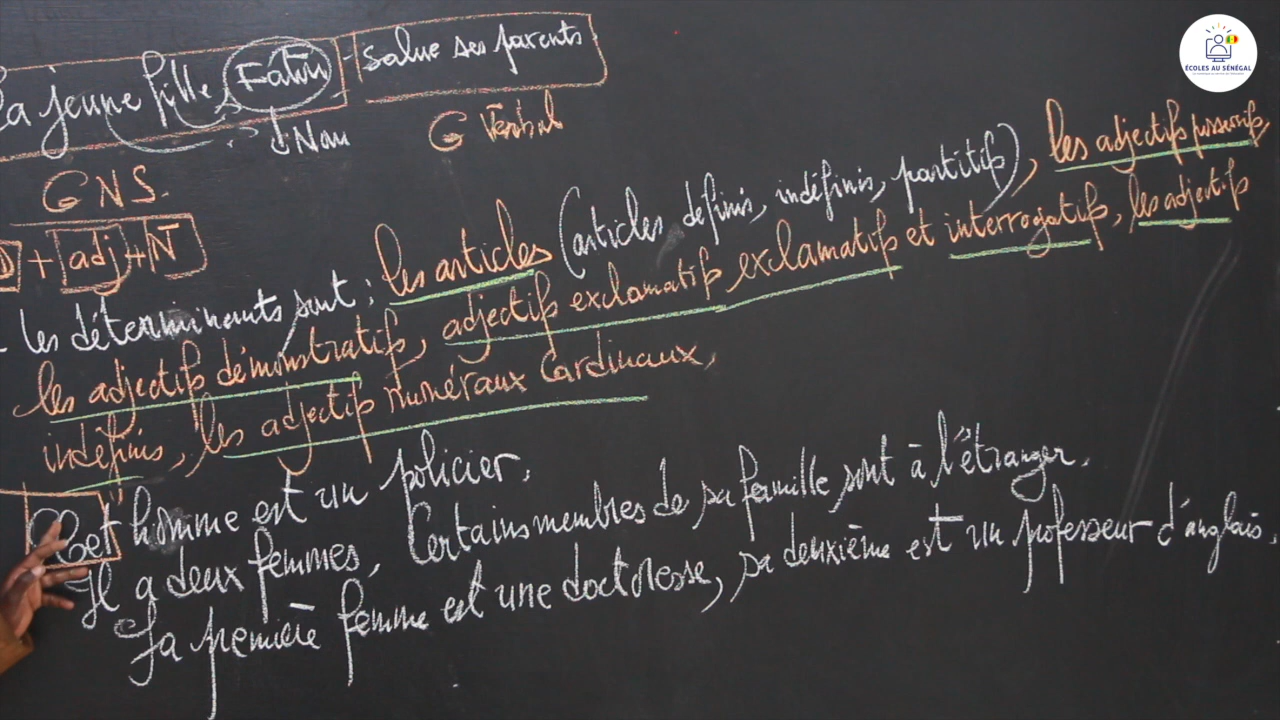 La jeune fille, Fatou - salue ses parents
Nom G Verbal
GNS.
D + adj + N
- les déterminants sont : les articles (articles définis, indéfinis, partitifs), les adjectifs possessifs,
les adjectifs démonstratifs, adjectifs exclamatifs exclamatifs et interrogatifs, les adjectifs
indéfinis, les adjectifs numéraux cardinaux,
Cet homme est un policier.
Il a deux femmes, Certains membres de sa famille sont à l'étranger.
Sa première femme est une doctoresse, sa deuxième est un professeur d'anglais.
ÉCOLES AU SÉNÉGAL